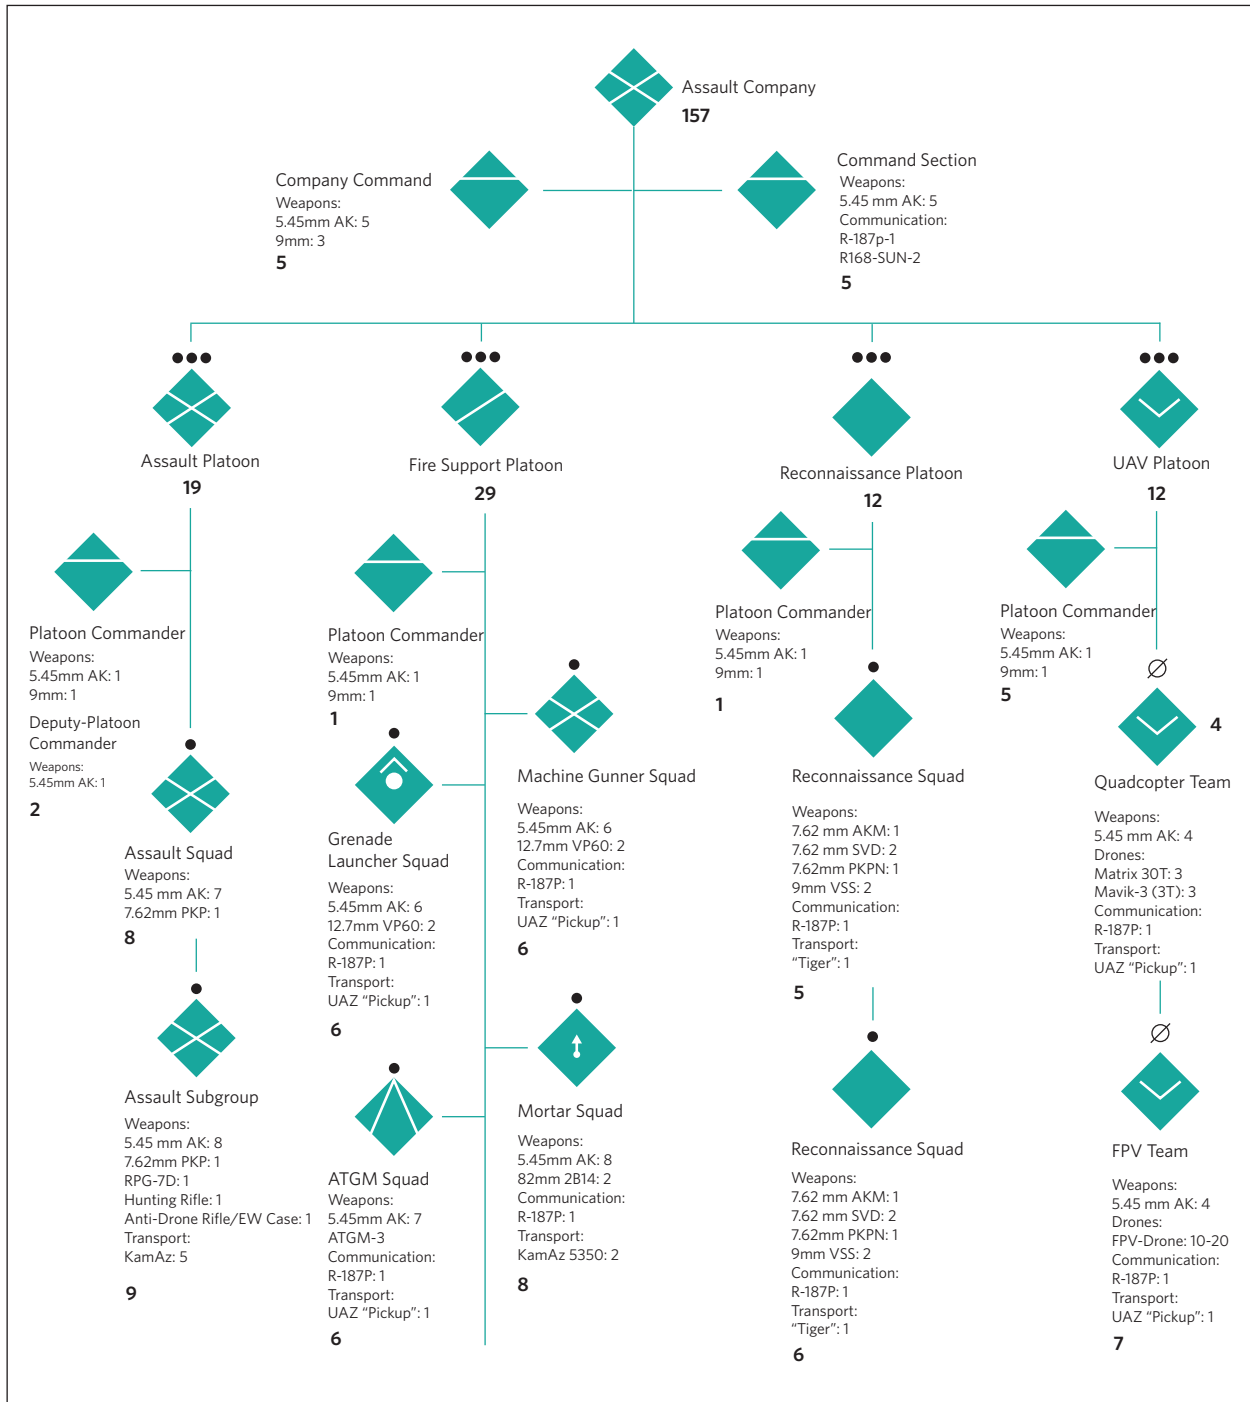 Assault Company
157
Company Command
Weapons:
5.45mm AK: 5
9mm: 3
5
Command Section
Weapons:
5.45 mm AK: 5
Communication:
R-187p-1
R168-SUN-2
5
Assault Platoon
19
Platoon Commander
Weapons:
5.45mm AK: 1
9mm: 1
Deputy-Platoon
Commander
Weapons:
5.45mm AK: 1
2
Assault Squad
Weapons:
5.45 mm AK: 7
7.62mm PKP: 1
8
Assault Subgroup
Weapons:
5.45 mm AK: 8
7.62mm PKP: 1
RPG-7D: 1
Hunting Rifle: 1
Anti-Drone Rifle/EW Case: 1
Transport:
KamAz: 5
9
Fire Support Platoon
29
Platoon Commander
Weapons:
5.45mm AK: 1
9mm: 1
1
Grenade
Launcher Squad
Weapons:
5.45mm AK: 6
12.7mm VP60: 2
Communication:
R-187P: 1
Transport:
UAZ “Pickup”: 1
6
ATGM Squad
Weapons:
5.45mm AK: 7
ATGM-3
Communication:
R-187P: 1
Transport:
UAZ “Pickup”: 1
6
Machine Gunner Squad
Weapons:
5.45mm AK: 6
12.7mm VP60: 2
Communication:
R-187P: 1
Transport:
UAZ “Pickup”: 1
6
Mortar Squad
Weapons:
5.45mm AK: 8
82mm 2B14: 2
Communication:
R-187P: 1
Transport:
KamAz 5350: 2
8
Reconnaissance Platoon
12
Platoon Commander
Weapons:
5.45mm AK: 1
9mm: 1
1
Reconnaissance Squad
Weapons:
7.62 mm AKM: 1
7.62 mm SVD: 2
7.62mm PKPN: 1
9mm VSS: 2
Communication:
R-187P: 1
Transport:
“Tiger”: 1
5
Reconnaissance Squad
Weapons:
7.62 mm AKM: 1
7.62 mm SVD: 2
7.62mm PKPN: 1
9mm VSS: 2
Communication:
R-187P: 1
Transport:
“Tiger”: 1
6
UAV Platoon
12
Platoon Commander
Weapons:
5.45mm AK: 1
9mm: 1
5
4
Quadcopter Team
Weapons:
5.45 mm AK: 4
Drones:
Matrix 30T: 3
Mavik-3 (3T): 3
Communication:
R-187P: 1
Transport:
UAZ “Pickup”: 1
FPV Team
Weapons:
5.45 mm AK: 4
Drones:
FPV-Drone: 10-20
Communication:
R-187P: 1
Transport:
UAZ “Pickup”: 1
7